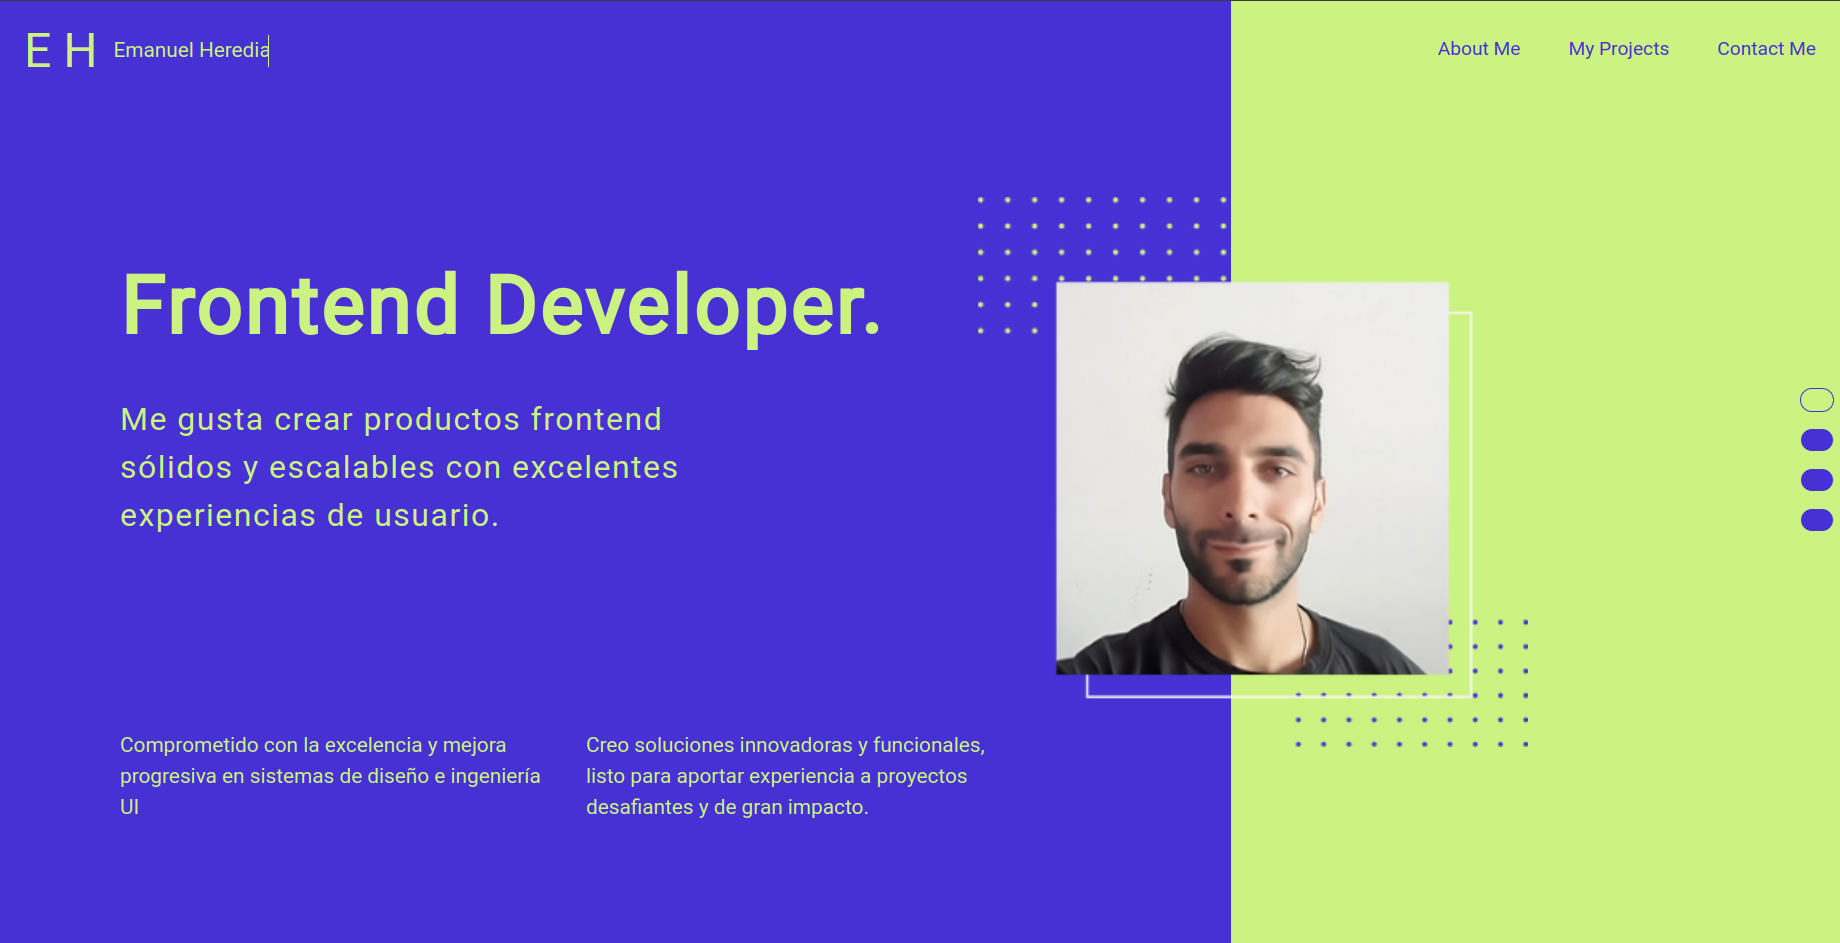 E H Emanuel Heredia
About Me My Projects Contact Me
Frontend Developer.
Me gusta crear productos frontend
sólidos y escalables con excelentes
experiencias de usuario.
Comprometido con la excelencia y mejora
progresiva en sistemas de diseño e ingeniería
UI
Creo soluciones innovadoras y funcionales,
listo para aportar experiencia a proyectos
desafiantes y de gran impacto.